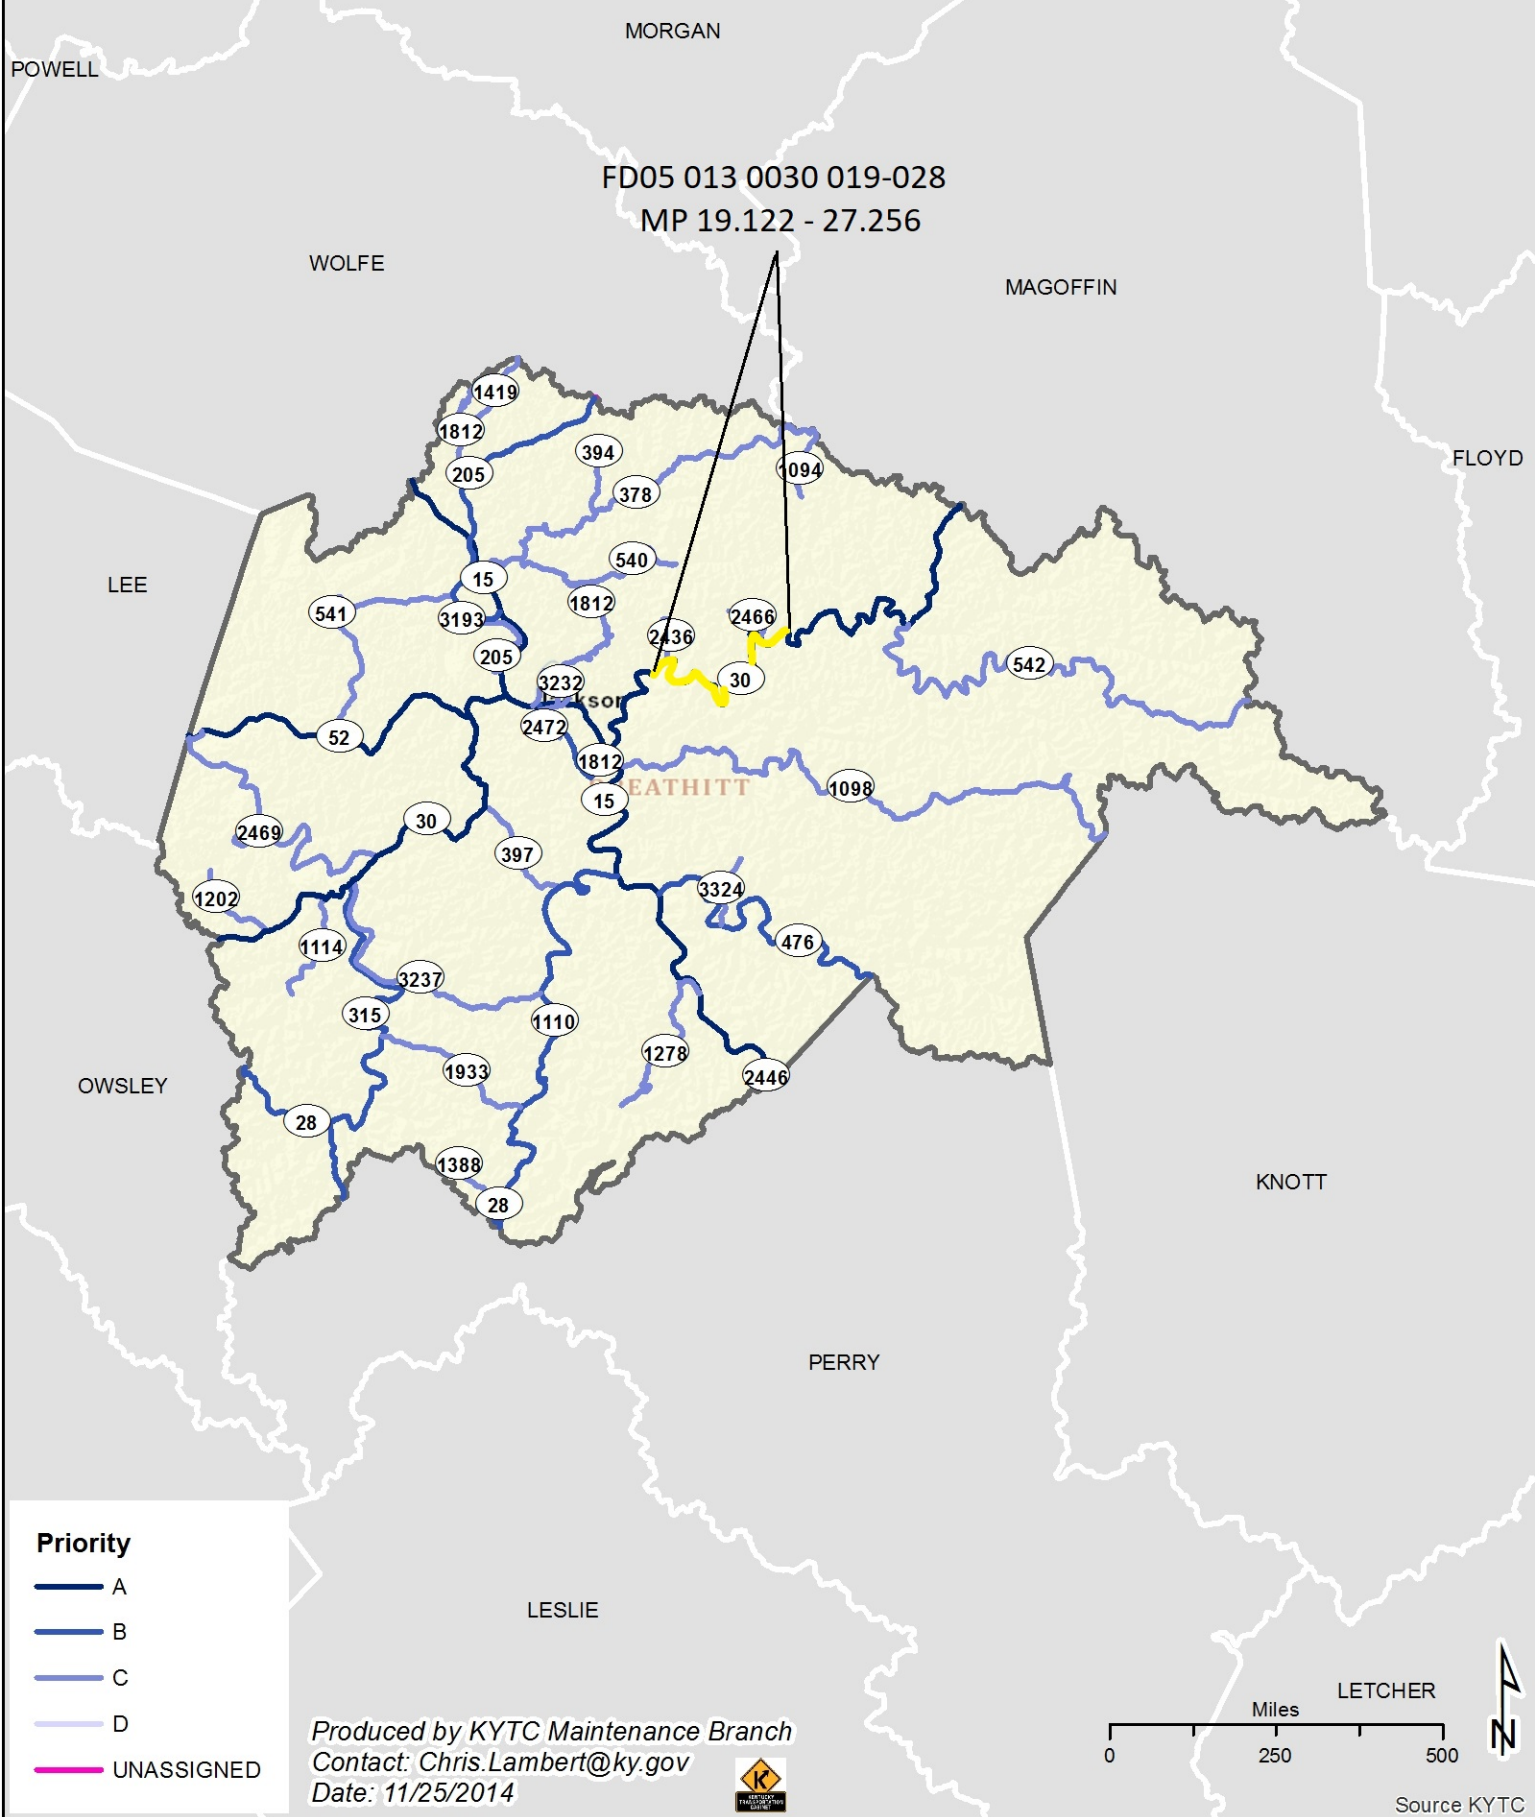 MORGAN
POWELL
FD05 013 0030 019-028
MP 19.122 - 27.256
WOLFE
MAGOFFIN
1419
1812
205
394
378
1094
FLOYD
15
540
LEE
541
3193
1812
2466
2436
205
3232
30
542
2472
52
1812
1098
15
30
2469
397
3324
1202
1114
476
3237
315
1110
1278
1933
2446
OWSLEY
28
1388
28
KNOTT
PERRY
Priority
A
B
C
D
UNASSIGNED
LESLIE
LETCHER
Miles
0 250 500
N
Produced by KYTC Maintenance Branch
Contact: Chris.Lambert@ky.gov
Date: 11/25/2014
KENTUCKY
TRANSPORTATION
CABINET
Source KYTC